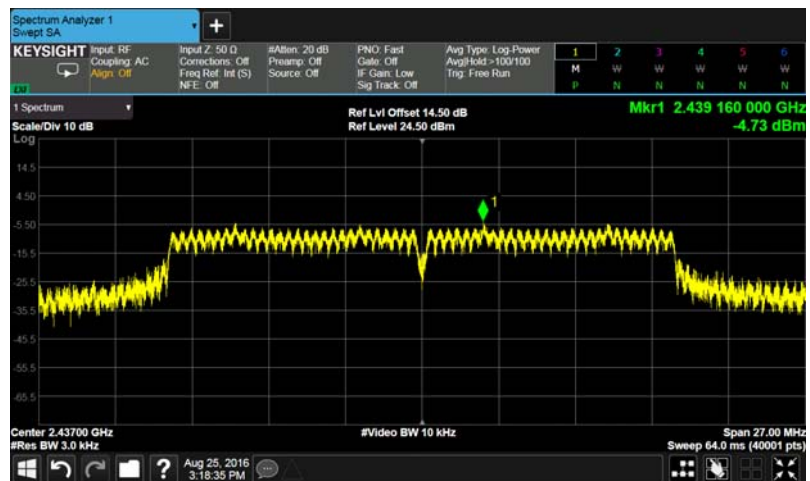 Spectrum Analyzer 1
Swept SA
+
KEYSIGHT
Input: RF
Coupling: AC
Align: Off
Input Z: 50 Ω
Corrections: Off
Freq Ref: Int (S)
NFE: Off
#Atten: 20 dB
Preamp: Off
Source: Off
PNO: Fast
Gate: Off
IF Gain: Low
Sig Track: Off
Avg Type: Log-Power
Avg|Hold:>100/100
Trig: Free Run
1 2 3 4 5 6
M W W W W W
P N N N N N
1 Spectrum
Scale/Div 10 dB
Ref Lvl Offset 14.50 dB
Ref Level 24.50 dBm
Mkr1 2.439 160 000 GHz
-4.73 dBm
Log
14.5
4.50
1
-5.50
-15.5
-25.5
-35.5
-45.5
-55.5
-65.5
Center 2.43700 GHz
#Res BW 3.0 kHz
#Video BW 10 kHz
Span 27.00 MHz
Sweep 64.0 ms (40001 pts)
?
Aug 25, 2016
3:18:35 PM